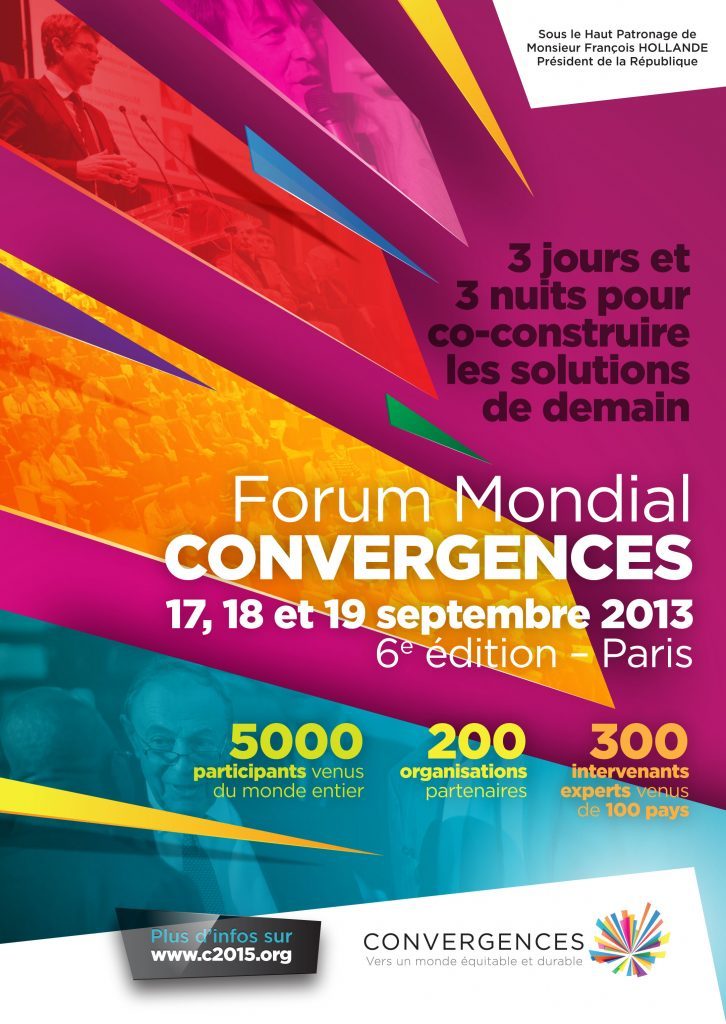 Sous le Haut Patronage de
Monsieur François HOLLANDE
Président de la République
3 jours et
3 nuits pour
co-construire
les solutions
de demain
Forum Mondial
CONVERGENCES
17, 18 et 19 septembre 2013
6e édition – Paris
5000
participants venus
du monde entier
200
organisations
partenaires
300
intervenants
experts venus
de 100 pays
Plus d'infos sur
www.c2015.org
CONVERGENCES
Vers un monde équitable et durable